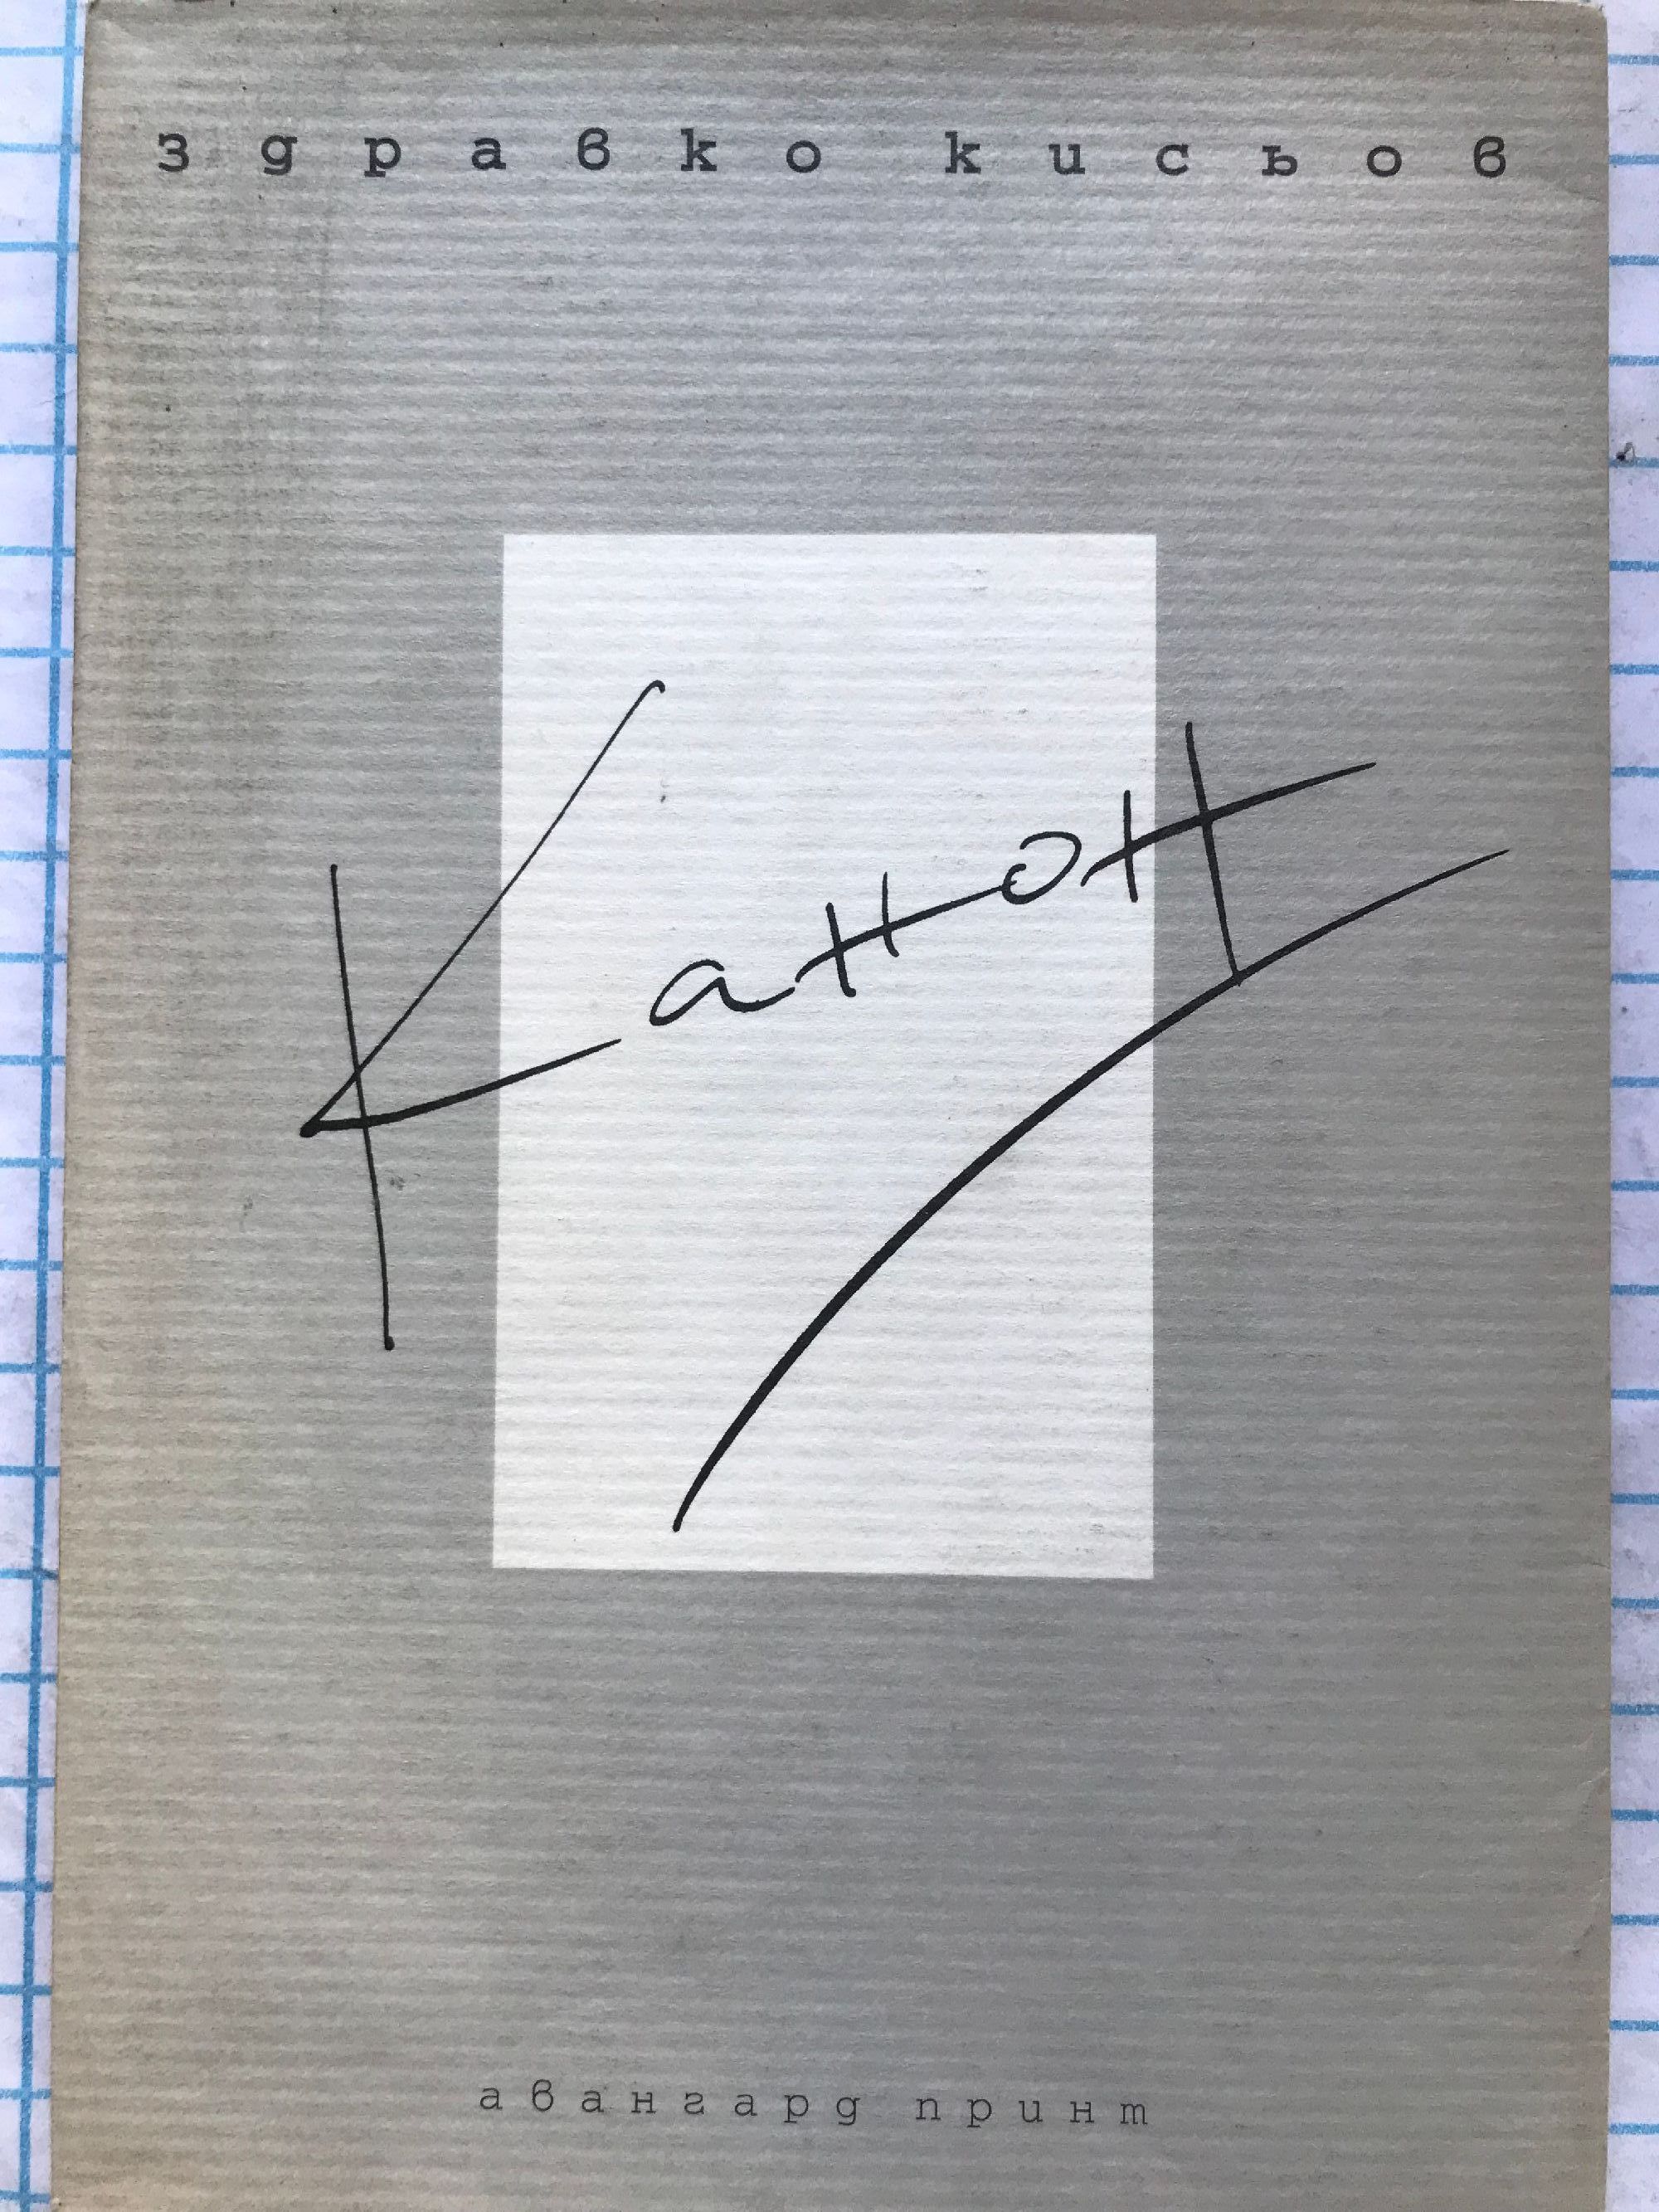 здравко кисьов
Канон
авангард принт